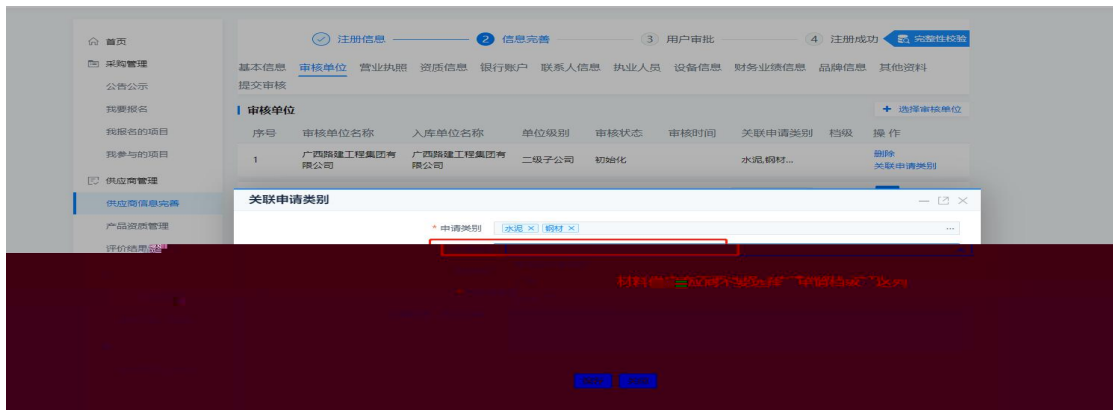 首页
采购管理
公告公示
我要报名
我报名的项目
我参与的项目
供应商管理
供应商信息完善
产品资质管理
评价结果
注册信息 2 信息完善 3 用户审批 4 注册成功 完整性校验
基本信息 审核单位 营业执照 资质信息 银行账户 联系人信息 执业人员 设备信息 财务业绩信息 品牌信息 其他资料
提交审核
审核单位 + 选择审核单位
序号 审核单位名称 入库单位名称 单位级别 审核状态 审核时间 关联申请类别 档级 操作
1 广西路建工程集团有限公司 广西路建工程集团有限公司 二级子公司 初始化 水泥,钢材... 删除 关联申请类别
关联申请类别
* 申请类别 水泥 × 钢材 × ...
材料供